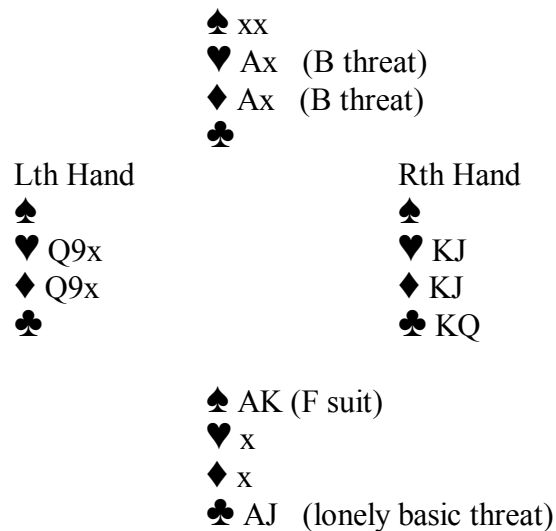 ♠ xx
♥ Ax (B threat)
♦ Ax (B threat)
♣
Lth Hand Rth Hand
♠ ♠
♥ Q9x ♥ KJ
♦ Q9x ♦ KJ
♣ ♣ KQ
♠ AK (F suit)
♥ x
♦ x
♣ AJ (lonely basic threat)